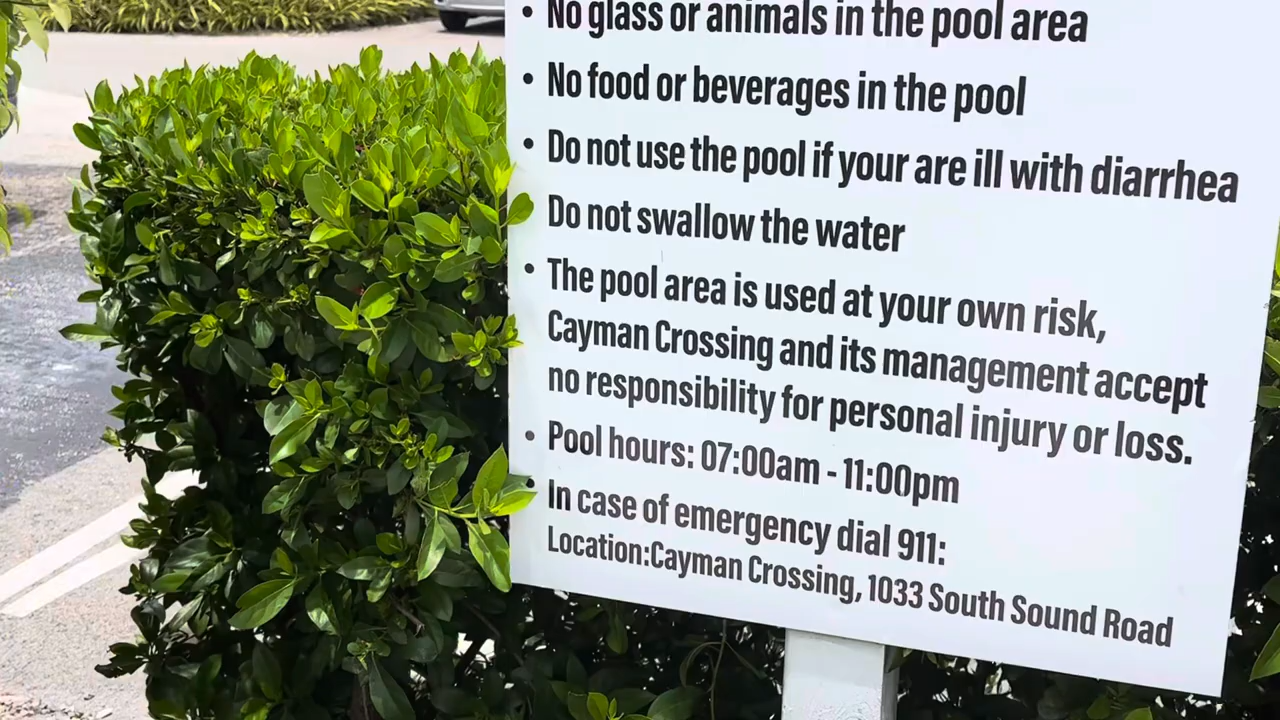 • No glass or animals in the pool area
• No food or beverages in the pool
• Do not use the pool if your are ill with diarrhea
Do not swallow the water
• The pool area is used at your own risk,
Cayman Crossing and its management accept
no responsibility for personal injury or loss.
• Pool hours: 07:00am - 11:00pm
• In case of emergency dial 911:
Location:Cayman Crossing, 1033 South Sound Road